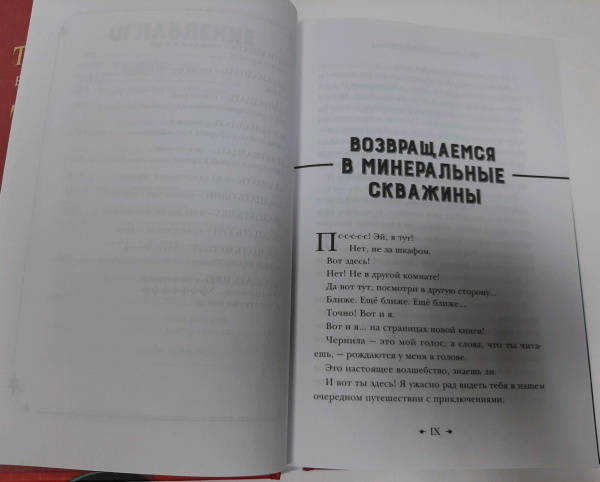 ВОЗВРАЩАЕМСЯ
В МИНЕРАЛЬНЫЕ
СКВАЖИНЫ
Пс-с-с-с-с! Эй, я тут!
Нет, не за шкафом.
Вот здесь!
Нет! Не в другой комнате!
Да вот тут, посмотри в другую сторону...
Ближе. Ещё ближе. Ещё ближе...
Точно! Вот и я.
Вот и я... на страницах новой книги!
Чернила — это мой голос, а слова, что ты чита-
ешь, — рождаются у меня в голове.
Это настоящее волшебство, знаешь ли.
И вот ты здесь! Я ужасно рад видеть тебя в нашем
очередном путешествии с приключениями.
IX